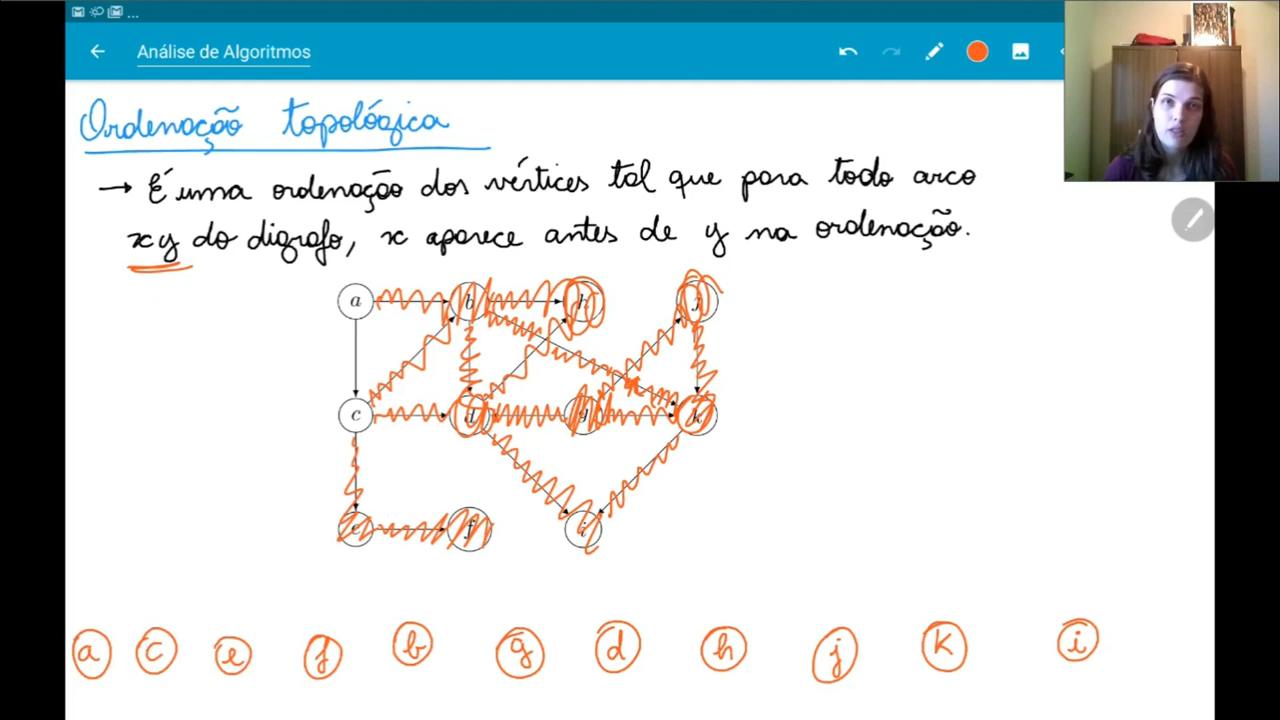 Análise de Algoritmos
Ordenação topológica
→ É uma ordenação dos vértices tal que para todo arco
xy do digrafo, x aparece antes de y na ordenação.
a b h j
c d g k
e f i
a c e f b g d h j k i